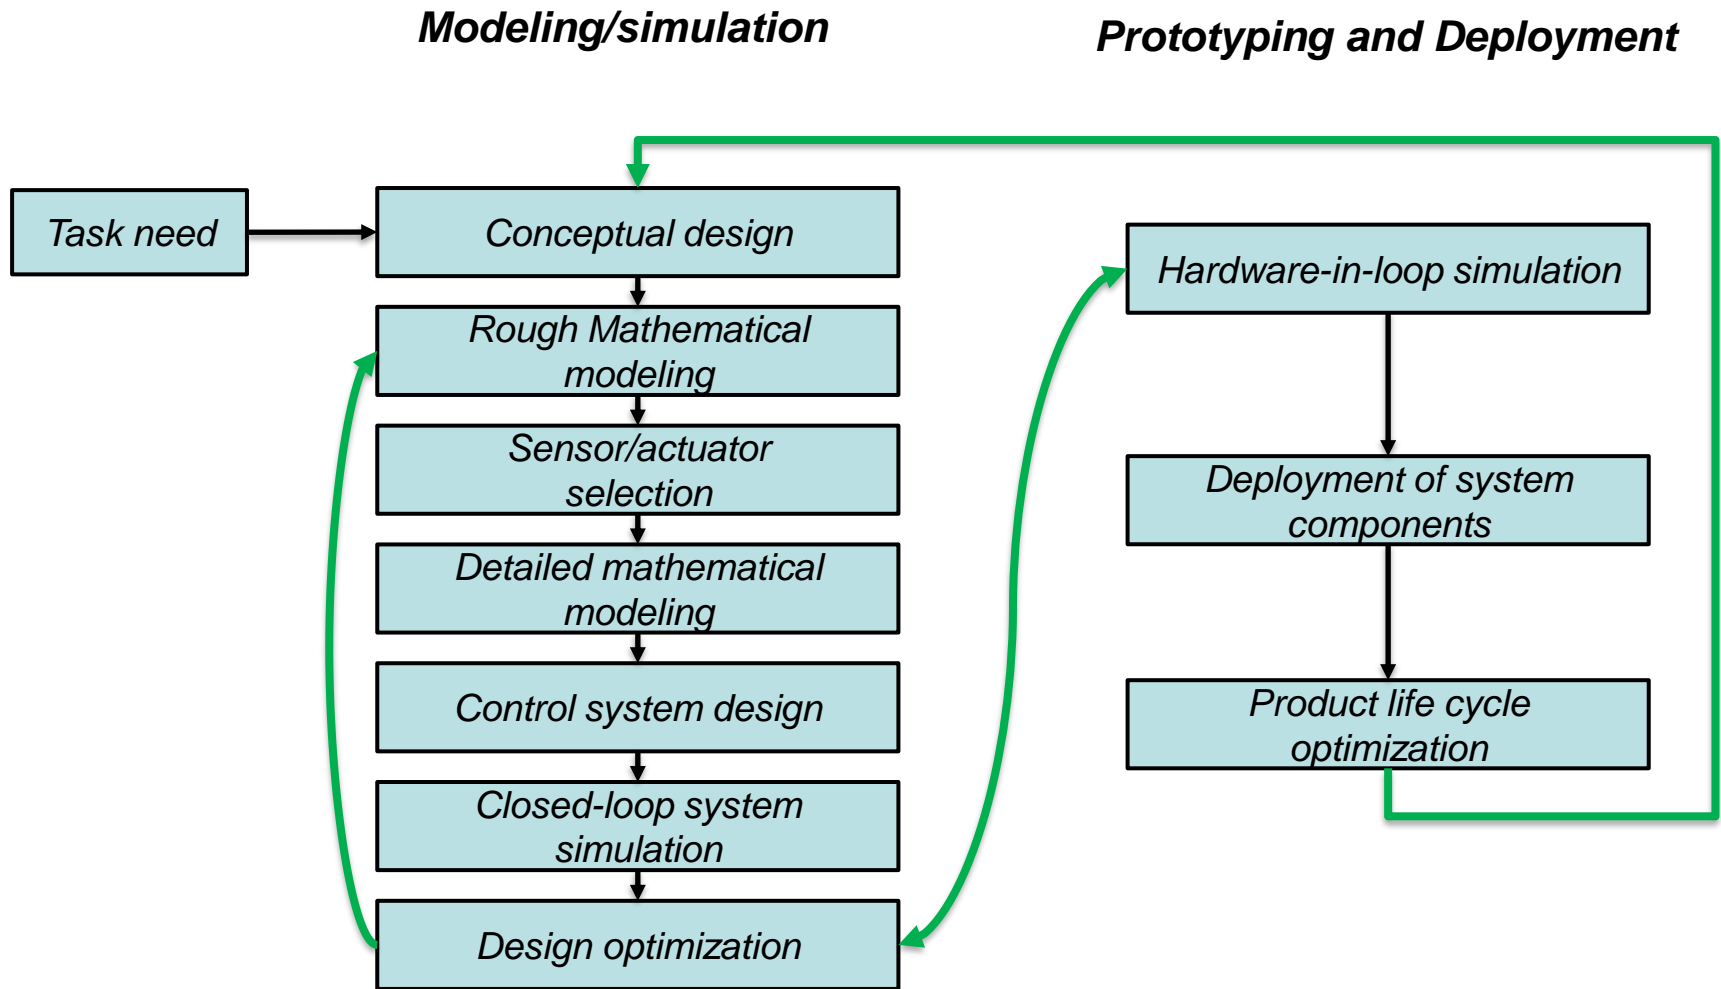 Modeling/simulation
Prototyping and Deployment
Task need
Conceptual design
Rough Mathematical
modeling
Sensor/actuator
selection
Detailed mathematical
modeling
Control system design
Closed-loop system
simulation
Design optimization
Hardware-in-loop simulation
Deployment of system
components
Product life cycle
optimization